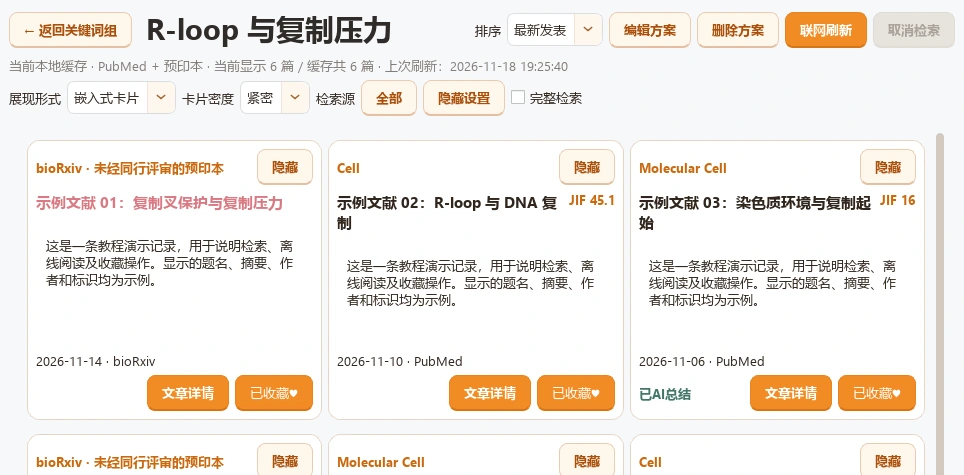 ← 返回关键词组
R-loop 与复制压力
排序 最新发表
编辑方案
删除方案
联网刷新
取消检索
当前本地缓存 · PubMed + 预印本 · 当前显示 6 篇 / 缓存共 6 篇 · 上次刷新：2026-11-18 19:25:40
展现形式 嵌入式卡片 卡片密度 紧密 检索源 全部 隐藏设置 完整检索
bioRxiv · 未经同行评审的预印本 隐藏
示例文献 01：复制叉保护与复制压力
这是一条教程演示记录，用于说明检索、离
线阅读及收藏操作。显示的题名、摘要、作
者和标识均为示例。
2026-11-14 · bioRxiv
文章详情 已收藏♥
Cell 隐藏
示例文献 02：R-loop 与 DNA 复 JIF 45.1
制
这是一条教程演示记录，用于说明检索、离
线阅读及收藏操作。显示的题名、摘要、作
者和标识均为示例。
2026-11-10 · PubMed
文章详情 已收藏♥
Molecular Cell 隐藏
示例文献 03：染色质环境与复制起 JIF 16
始
这是一条教程演示记录，用于说明检索、离
线阅读及收藏操作。显示的题名、摘要、作
者和标识均为示例。
2026-11-06 · PubMed
已AI总结 文章详情 已收藏♥
bioRxiv · 未经同行评审的预印本 隐藏
Molecular Cell 隐藏
Cell 隐藏